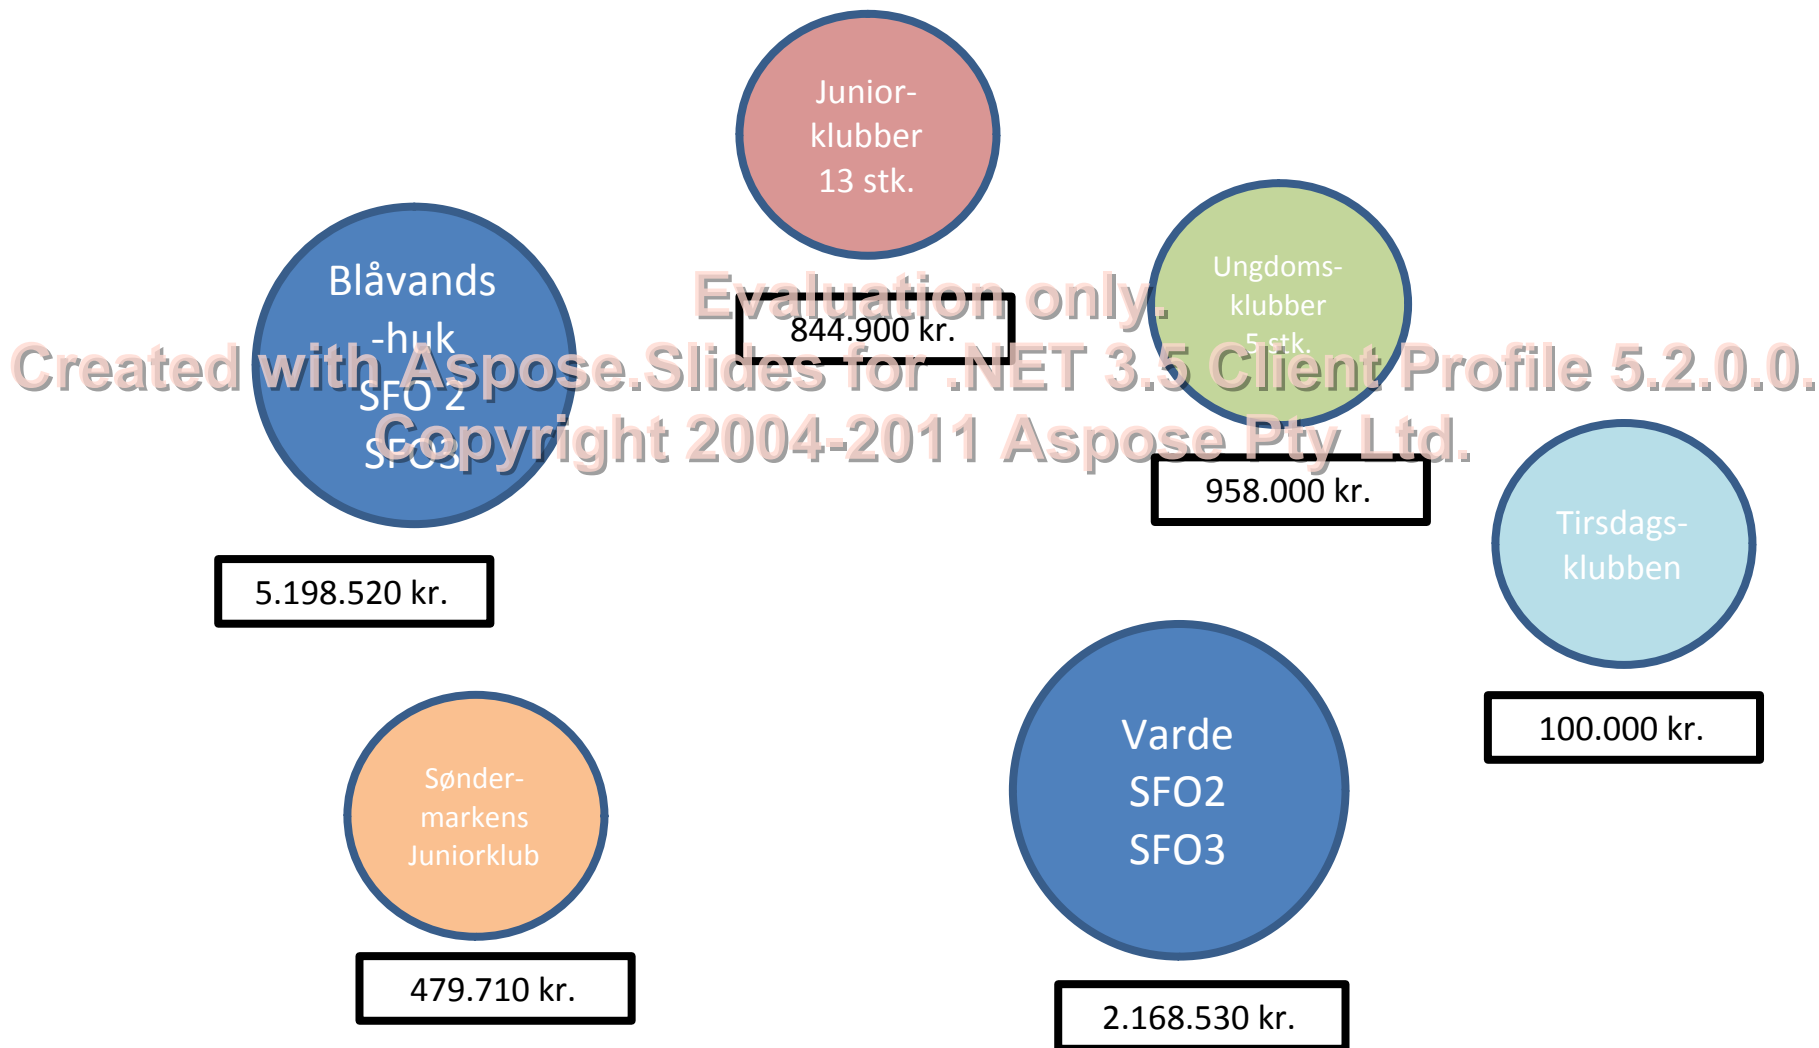 Junior-
klubber
13 stk.
844.900 kr.
Blåvands
-huk
SFO 2
SFO3
5.198.520 kr.
Ungdoms-
klubber
5 stk.
958.000 kr.
Tirsdags-
klubben
100.000 kr.
Sønder-
markens
Juniorklub
479.710 kr.
Varde
SFO2
SFO3
2.168.530 kr.
Evaluation only.
Created with Aspose.Slides for .NET 3.5 Client Profile 5.2.0.0.
Copyright 2004-2011 Aspose Pty Ltd.